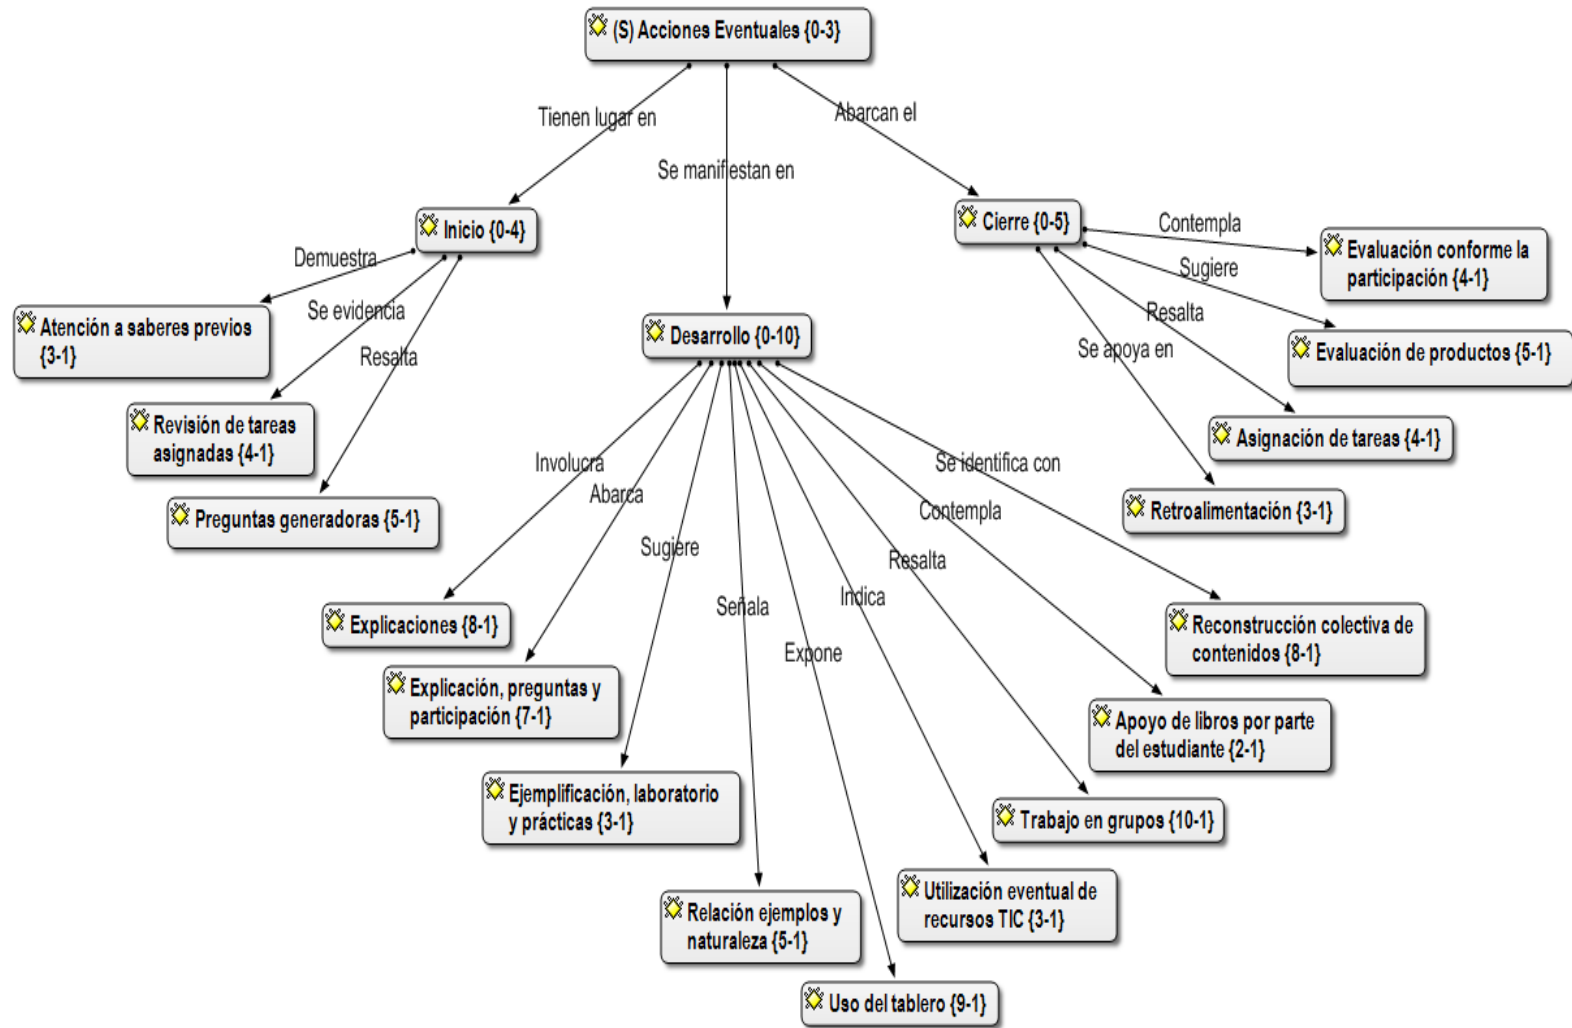 (S) Acciones Eventuales {0-3}
Tienen lugar en
Se manifiestan en
Abarcan el
Inicio {0-4}
Cierre {0-5}
Contempla
Evaluación conforme la
participación {4-1}
Demuestra
Sugiere
Atención a saberes previos
{3-1}
Se evidencia
Resalta
Desarrollo {0-10}
Resalta
Se apoya en
Evaluación de productos {5-1}
Revisión de tareas
asignadas {4-1}
Asignación de tareas {4-1}
Preguntas generadoras {5-1}
Retroalimentación {3-1}
Involucra
Abarca
Sugiere
Señala
Expone
Indica
Resalta
Contempla
Se identifica con
Explicaciones {8-1}
Reconstrucción colectiva de
contenidos {8-1}
Explicación, preguntas y
participación {7-1}
Apoyo de libros por parte
del estudiante {2-1}
Ejemplificación, laboratorio
y prácticas {3-1}
Trabajo en grupos {10-1}
Relación ejemplos y
naturaleza {5-1}
Utilización eventual de
recursos TIC {3-1}
Uso del tablero {9-1}